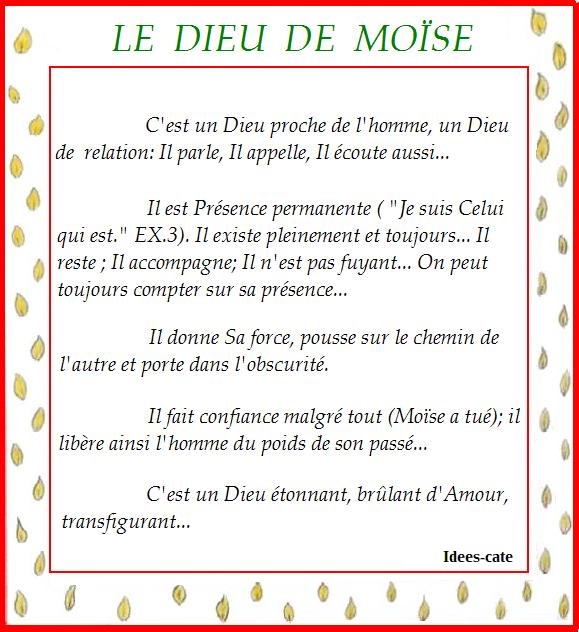 LE DIEU DE MOÏSE
C'est un Dieu proche de l'homme, un Dieu
de relation: Il parle, Il appelle, Il écoute aussi...
Il est Présence permanente ( "Je suis Celui
qui est." EX.3). Il existe pleinement et toujours... Il
reste ; Il accompagne; Il n'est pas fuyant... On peut
toujours compter sur sa présence...
Il donne Sa force, pousse sur le chemin de
l'autre et porte dans l'obscurité.
Il fait confiance malgré tout (Moïse a tué); il
libère ainsi l'homme du poids de son passé...
C'est un Dieu étonnant, brûlant d'Amour,
transfigurant...
Idees-cate